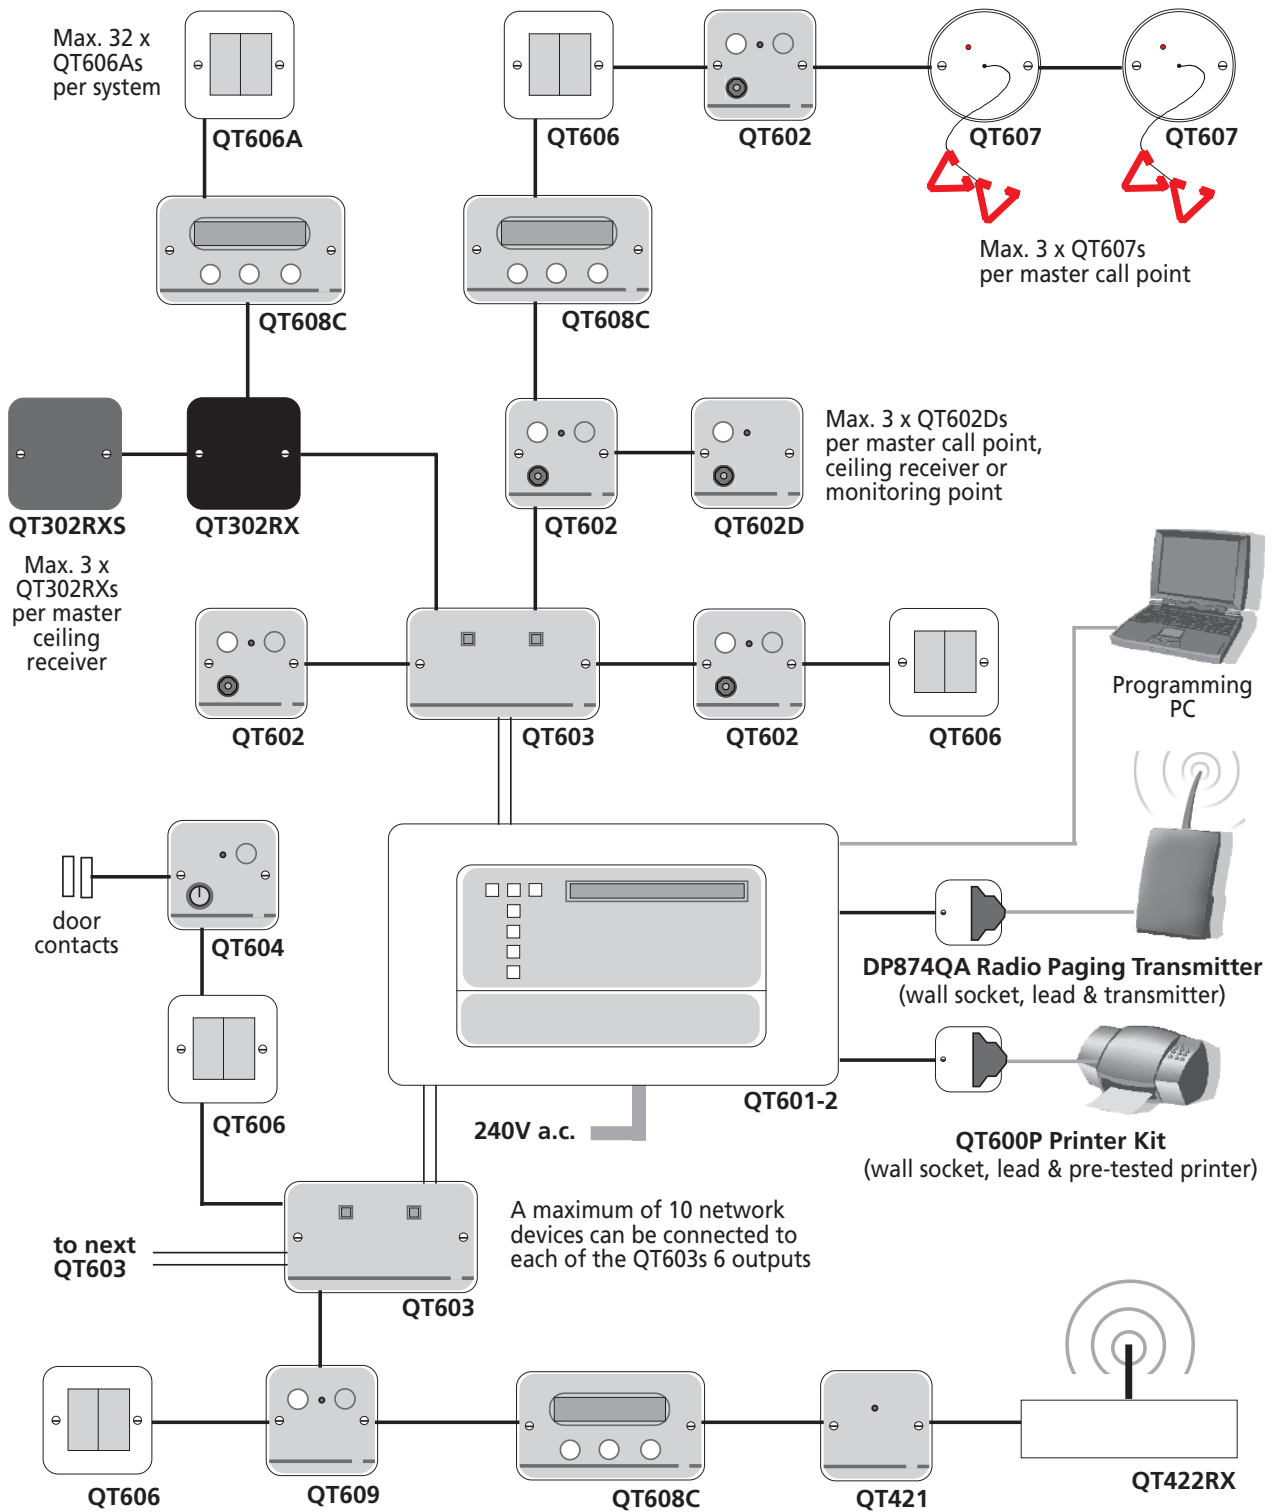 Max. 32 x
QT606As
per system
QT606A
QT606
QT602
QT607
QT607
Max. 3 x QT607s
per master call point
QT608C
QT608C
Max. 3 x QT602Ds
per master call point,
ceiling receiver or
monitoring point
QT302RXS
QT302RX
QT602
QT602D
Max. 3 x
QT302RXs
per master
ceiling
receiver
QT602
QT603
QT602
QT606
Programming
PC
door
contacts
QT604
DP874QA Radio Paging Transmitter
(wall socket, lead & transmitter)
QT606
QT601-2
240V a.c.
QT600P Printer Kit
(wall socket, lead & pre-tested printer)
A maximum of 10 network
devices can be connected to
each of the QT603s 6 outputs
to next
QT603
QT603
QT606
QT609
QT608C
QT421
QT422RX